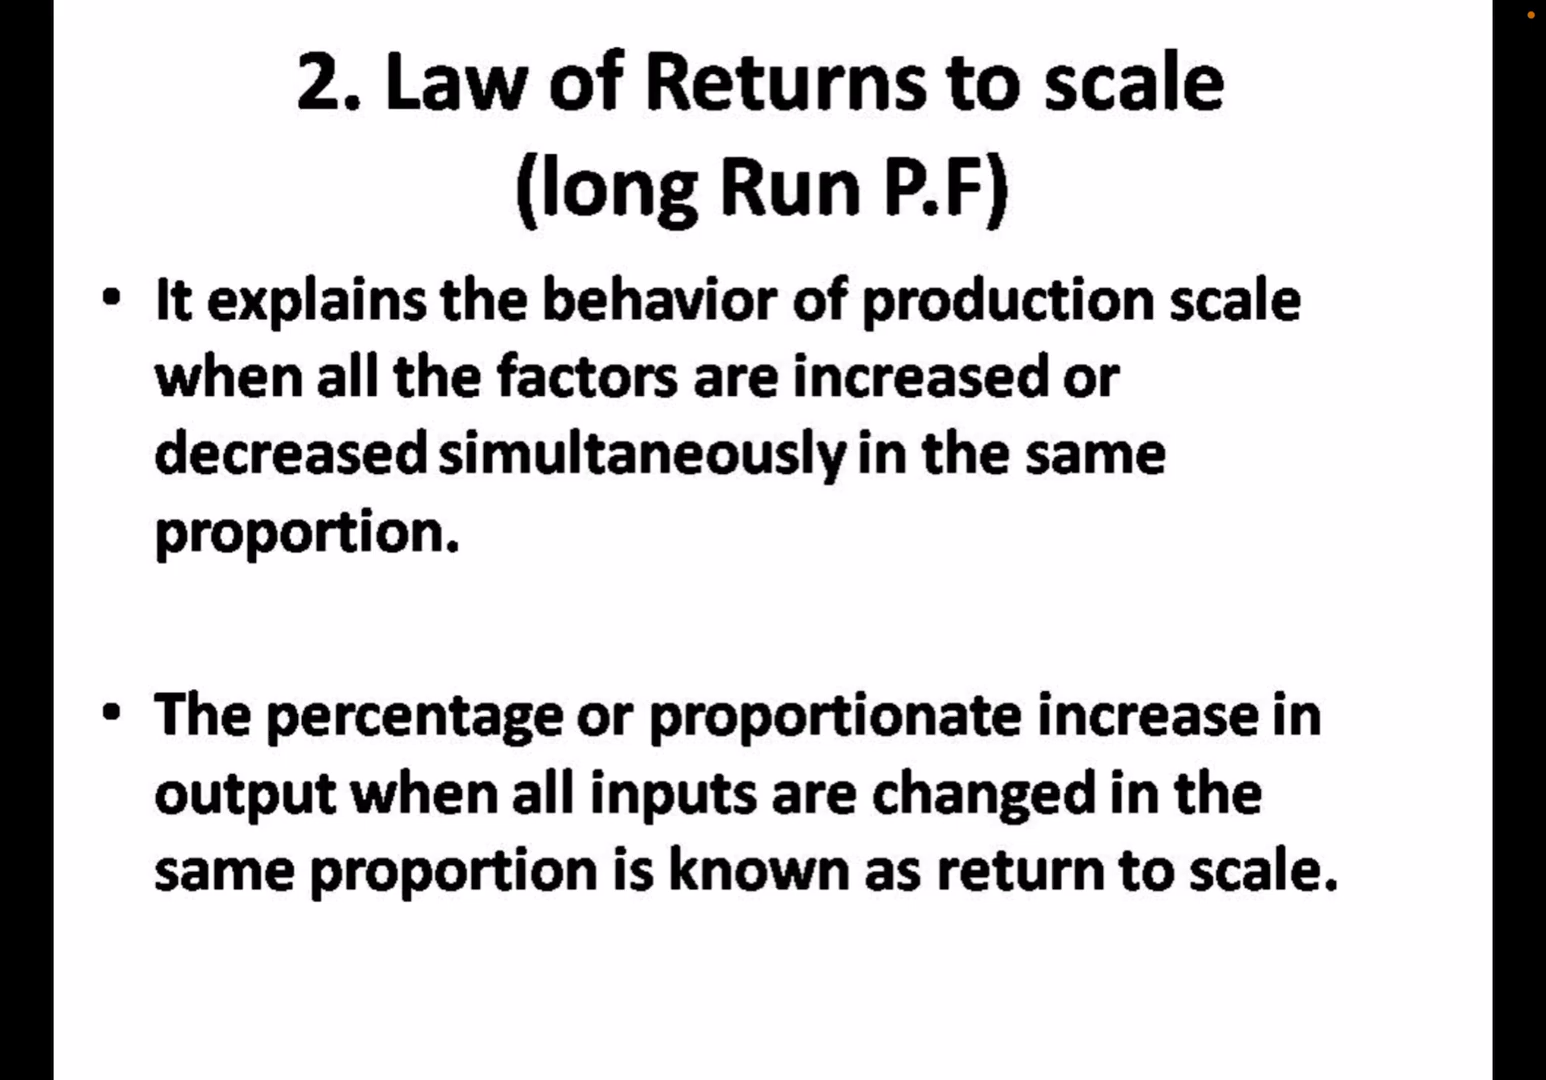 2. Law of Returns to scale
(long Run P.F)
• It explains the behavior of production scale
when all the factors are increased or
decreased simultaneously in the same
proportion.
• The percentage or proportionate increase in
output when all inputs are changed in the
same proportion is known as return to scale.